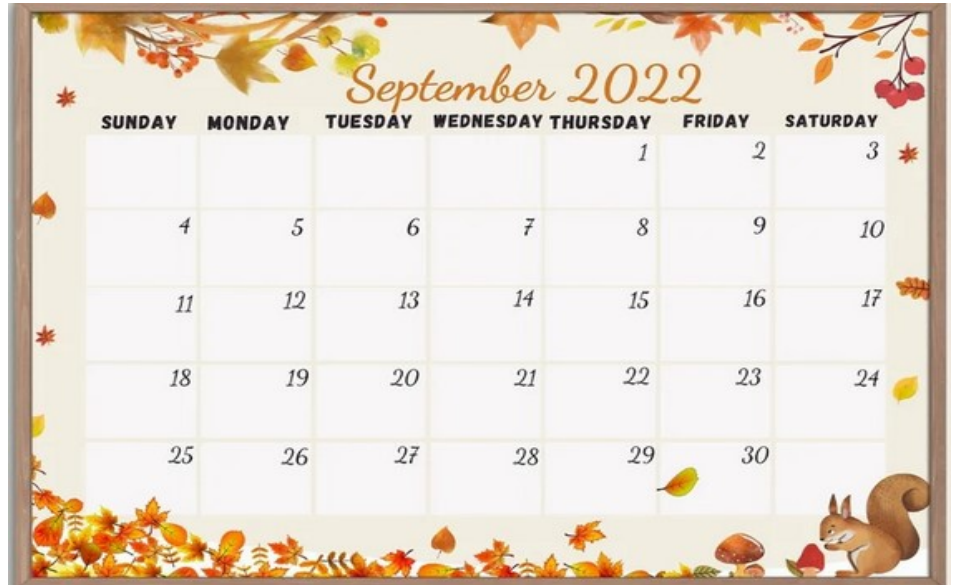 September 2022
SUNDAY MONDAY TUESDAY WEDNESDAY THURSDAY FRIDAY SATURDAY
1 2 3
4 5 6 7 8 9 10
11 12 13 14 15 16 17
18 19 20 21 22 23 24
25 26 27 28 29 30